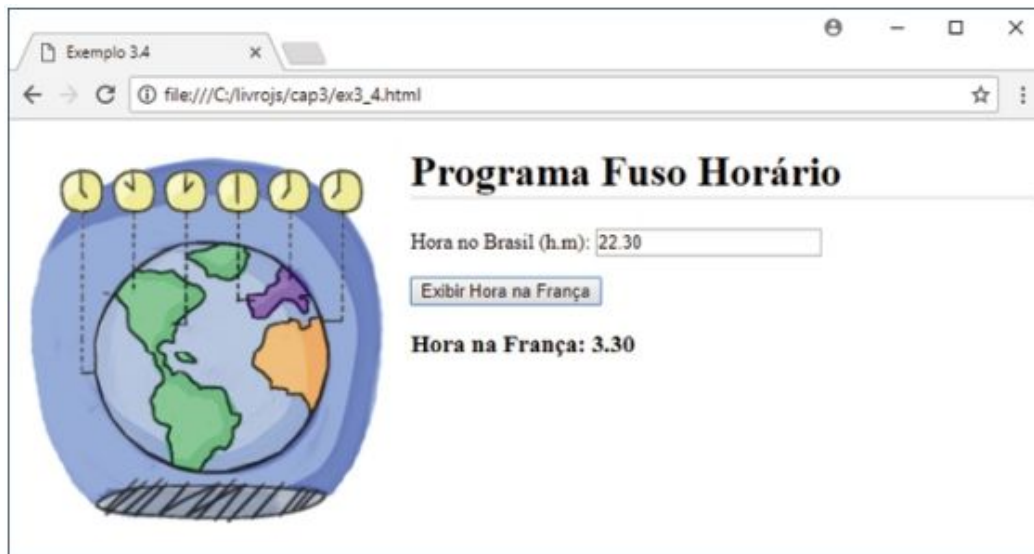 Exemplo 3.4
file:///C:/livrojs/cap3/ex3_4.html
Programa Fuso Horário
Hora no Brasil (h.m): 22.30
Exibir Hora na França
Hora na França: 3.30